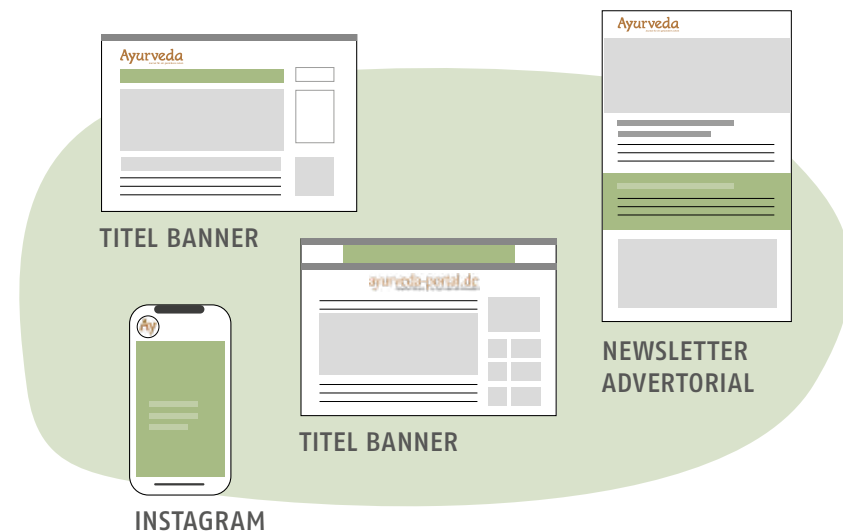 Ayurveda
TITEL BANNER
Ayurveda
NEWSLETTER
ADVERTORIAL
ayurveda-portal.de
TITEL BANNER
Ay
INSTAGRAM